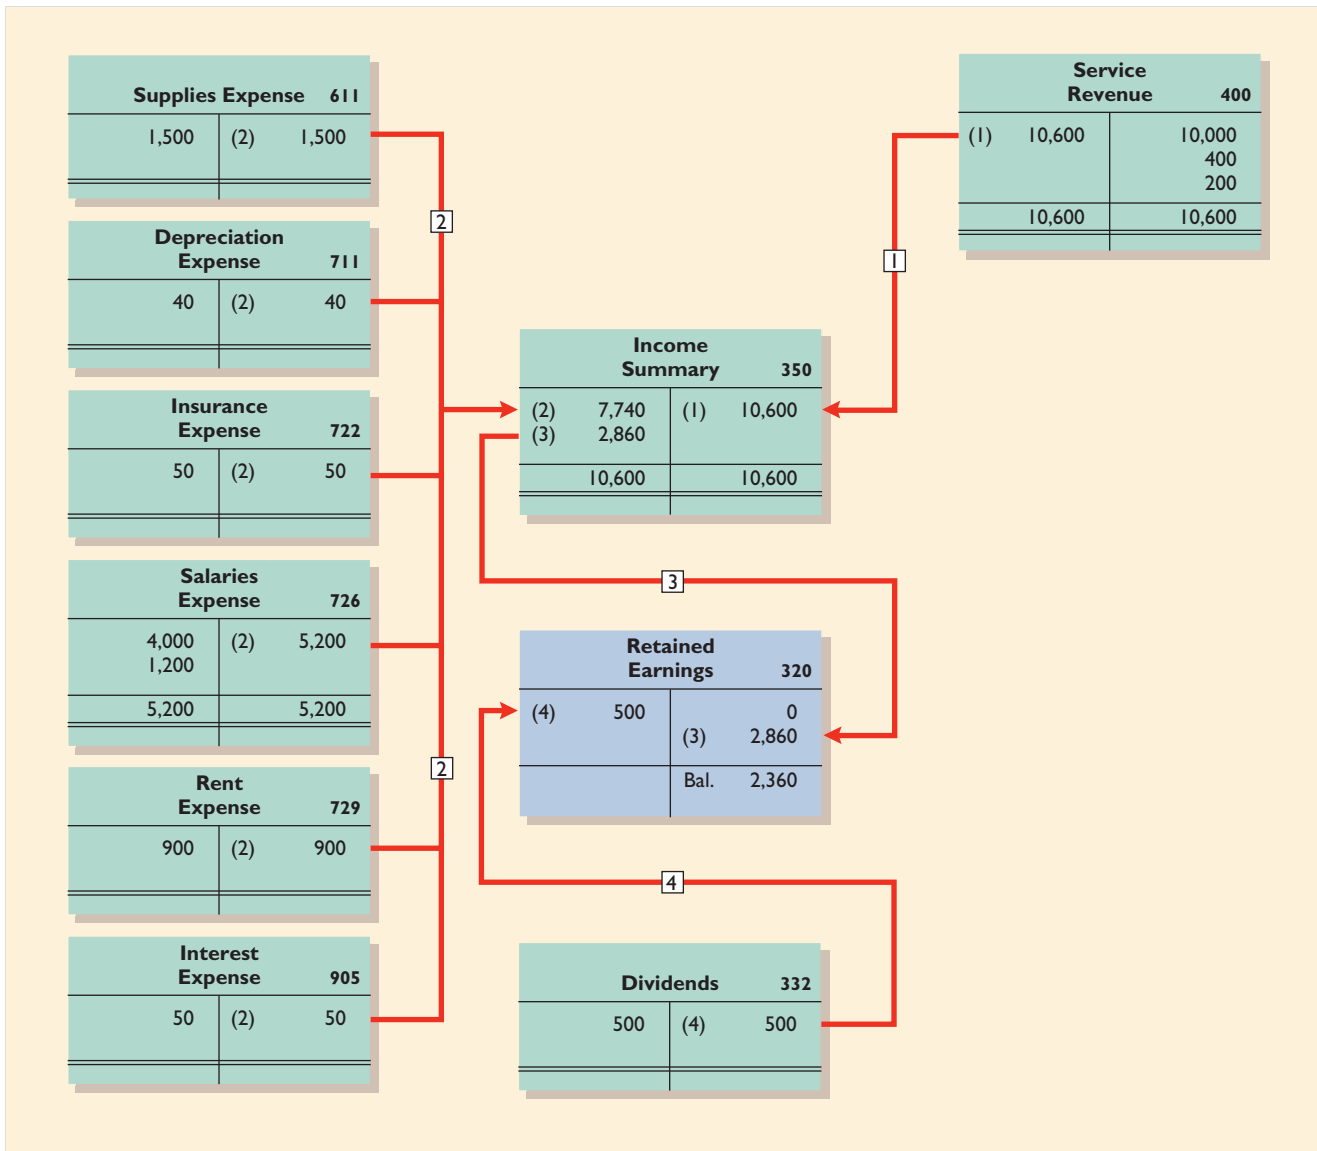 Supplies Expense 611
1,500 (2) 1,500
2
Depreciation
Expense 711
40 (2) 40
Insurance
Expense 722
50 (2) 50
Salaries
Expense 726
4,000 (2) 5,200
1,200
5,200 5,200
2
Rent
Expense 729
900 (2) 900
Interest
Expense 905
50 (2) 50
Service
Revenue 400
(1) 10,600 10,000
400
200
10,600 10,600
1
Income
Summary 350
(2) 7,740 (1) 10,600
(3) 2,860
10,600 10,600
3
Retained
Earnings 320
(4) 500 0
(3) 2,860
Bal. 2,360
4
Dividends 332
500 (4) 500